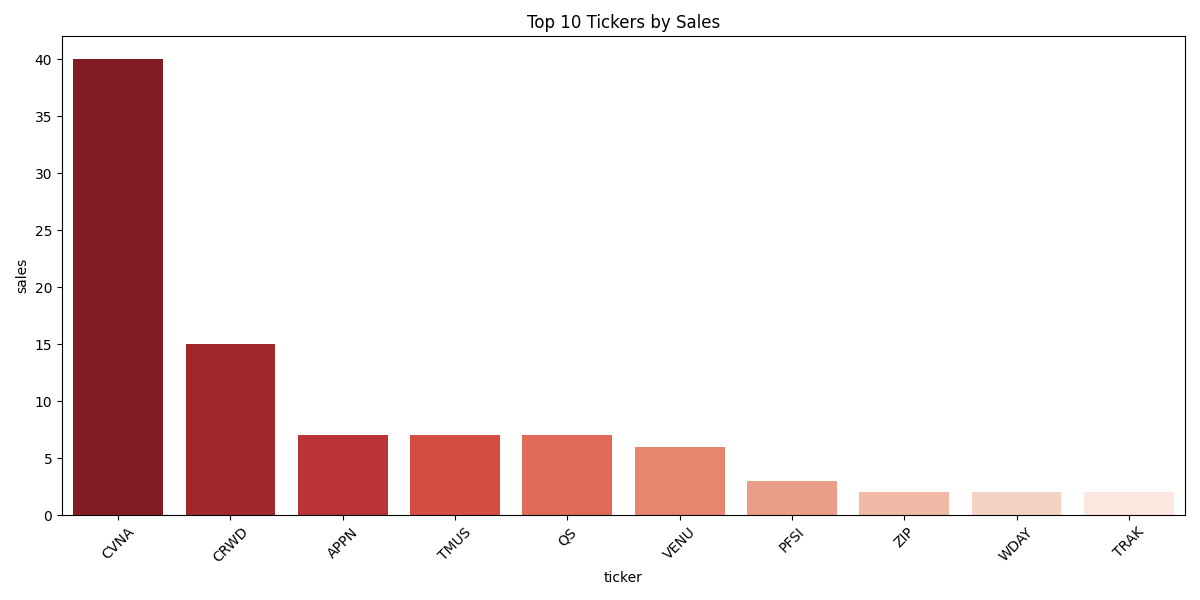 Top 10 Tickers by Sales
sales
40
35
30
25
20
15
10
5
0
CVNA
CRWD
APPN
TMUS
QS
VENU
PFSI
ZIP
WDAY
TRAK
ticker